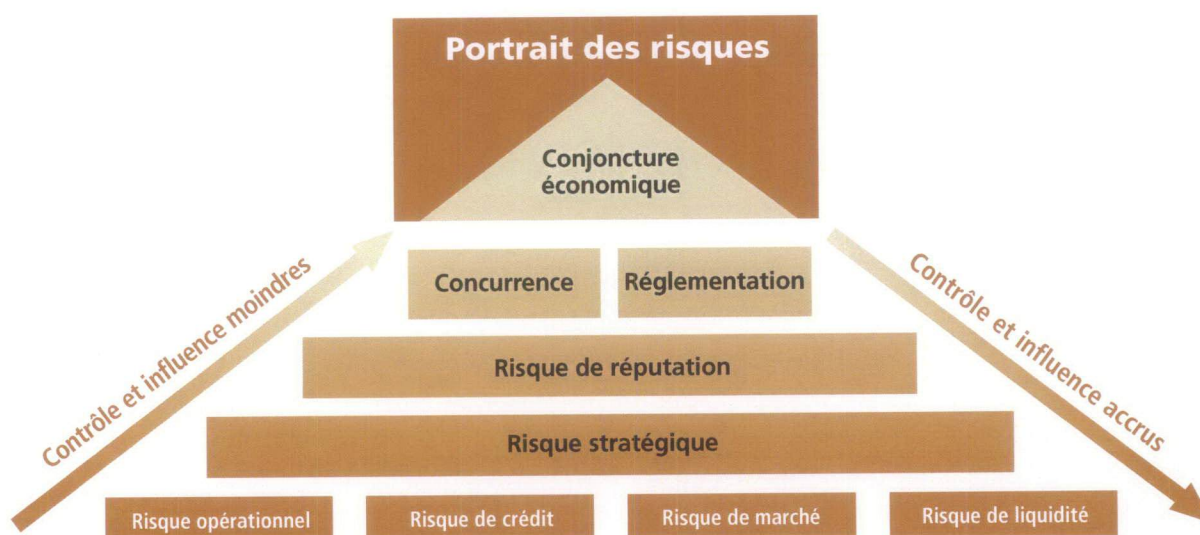 Portrait des risques
Conjoncture
économique
Concurrence
Réglementation
Contrôle et influence moindres
Contrôle et influence accrus
Risque de réputation
Risque stratégique
Risque opérationnel
Risque de crédit
Risque de marché
Risque de liquidité